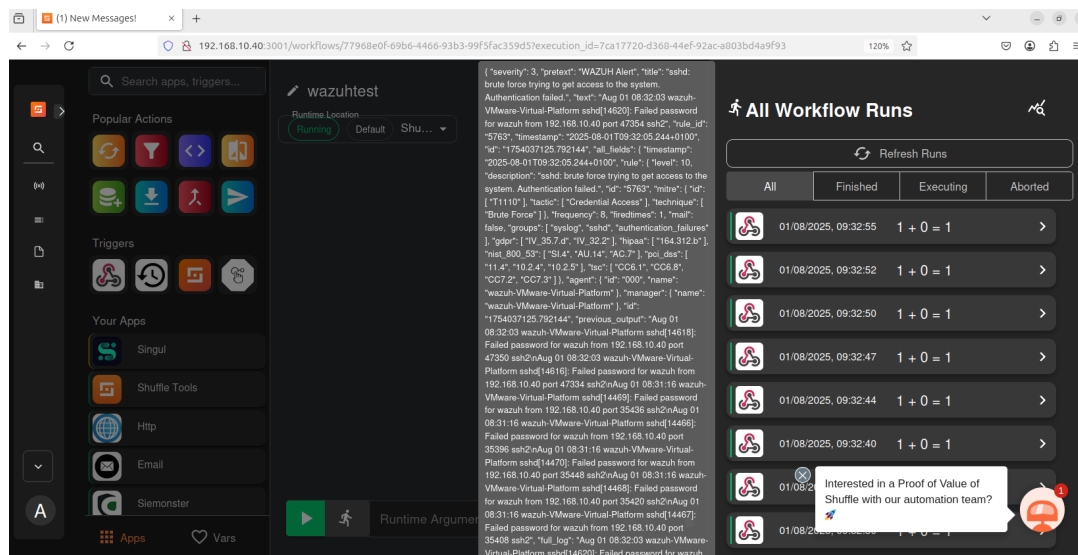 (1) New Messages!
192.168.10.40:3001/workflows/77968e0f-69b6-4466-93b3-99f5fac359d5?execution_id=7ca17720-d368-44ef-92ac-a803bd4a9f93
120%
Search apps, triggers...
Popular Actions
Triggers
Your Apps
Singul
Shuffle Tools
Http
Email
Siemonster
Apps
Vars
A
wazuhtest
Runtime Location
Running
Default
Shu...
Runtime Argumen
{ "severity": 3, "pretext": "WAZUH Alert", "title": "sshd:
brute force trying to get access to the system.
Authentication failed.", "text": "Aug 01 08:32:03 wazuh-
VMware-Virtual-Platform sshd[14620]: Failed password
for wazuh from 192.168.10.40 port 47354 ssh2", "rule_id":
"5763", "timestamp": "2025-08-01T09:32:05.244+0100",
"id": "1754037125.792144", "all_fields": { "timestamp":
"2025-08-01T09:32:05.244+0100", "rule": { "level": 10,
"description": "sshd: brute force trying to get access to the
system. Authentication failed.", "id": "5763", "mitre": { "id":
[ "T1110" ], "tactic": [ "Credential Access" ], "technique": [
"Brute Force" ] }, "frequency": 8, "firedtimes": 1, "mail":
false, "groups": [ "syslog", "sshd", "authentication_failures"
], "gdpr": [ "IV_35.7.d", "IV_32.2" ], "hipaa": [ "164.312.b" ],
"nist_800_53": [ "SI.4", "AU.14", "AC.7" ], "pci_dss": [
"11.4", "10.2.4", "10.2.5" ], "tsc": [ "CC6.1", "CC6.8",
"CC7.2", "CC7.3" ] }, "agent": { "id": "000", "name":
"wazuh-VMware-Virtual-Platform" }, "manager": { "name":
"wazuh-VMware-Virtual-Platform" }, "id":
"1754037125.792144", "previous_output": "Aug 01
08:32:03 wazuh-VMware-Virtual-Platform sshd[14618]:
Failed password for wazuh from 192.168.10.40 port
47350 ssh2\nAug 01 08:32:03 wazuh-VMware-Virtual-
Platform sshd[14616]: Failed password for wazuh from
192.168.10.40 port 47334 ssh2\nAug 01 08:31:16 wazuh-
VMware-Virtual-Platform sshd[14469]: Failed password
for wazuh from 192.168.10.40 port 35436 ssh2\nAug 01
08:31:16 wazuh-VMware-Virtual-Platform sshd[14466]:
Failed password for wazuh from 192.168.10.40 port
35396 ssh2\nAug 01 08:31:16 wazuh-VMware-Virtual-
Platform sshd[14470]: Failed password for wazuh from
192.168.10.40 port 35448 ssh2\nAug 01 08:31:16 wazuh-
VMware-Virtual-Platform sshd[14468]: Failed password
for wazuh from 192.168.10.40 port 35420 ssh2\nAug 01
08:31:16 wazuh-VMware-Virtual-Platform sshd[14467]:
Failed password for wazuh from 192.168.10.40 port
35408 ssh2", "full_log": "Aug 01 08:32:03 wazuh-
VMware-Virtual-Platform sshd[14620]: Failed password for wazuh
All Workflow Runs
Refresh Runs
All
Finished
Executing
Aborted
01/08/2025, 09:32:55 1 + 0 = 1
01/08/2025, 09:32:52 1 + 0 = 1
01/08/2025, 09:32:50 1 + 0 = 1
01/08/2025, 09:32:47 1 + 0 = 1
01/08/2025, 09:32:44 1 + 0 = 1
01/08/2025, 09:32:40 1 + 0 = 1
01/08/2
01/08/2
Interested in a Proof of Value of
Shuffle with our automation team?
🚀
1